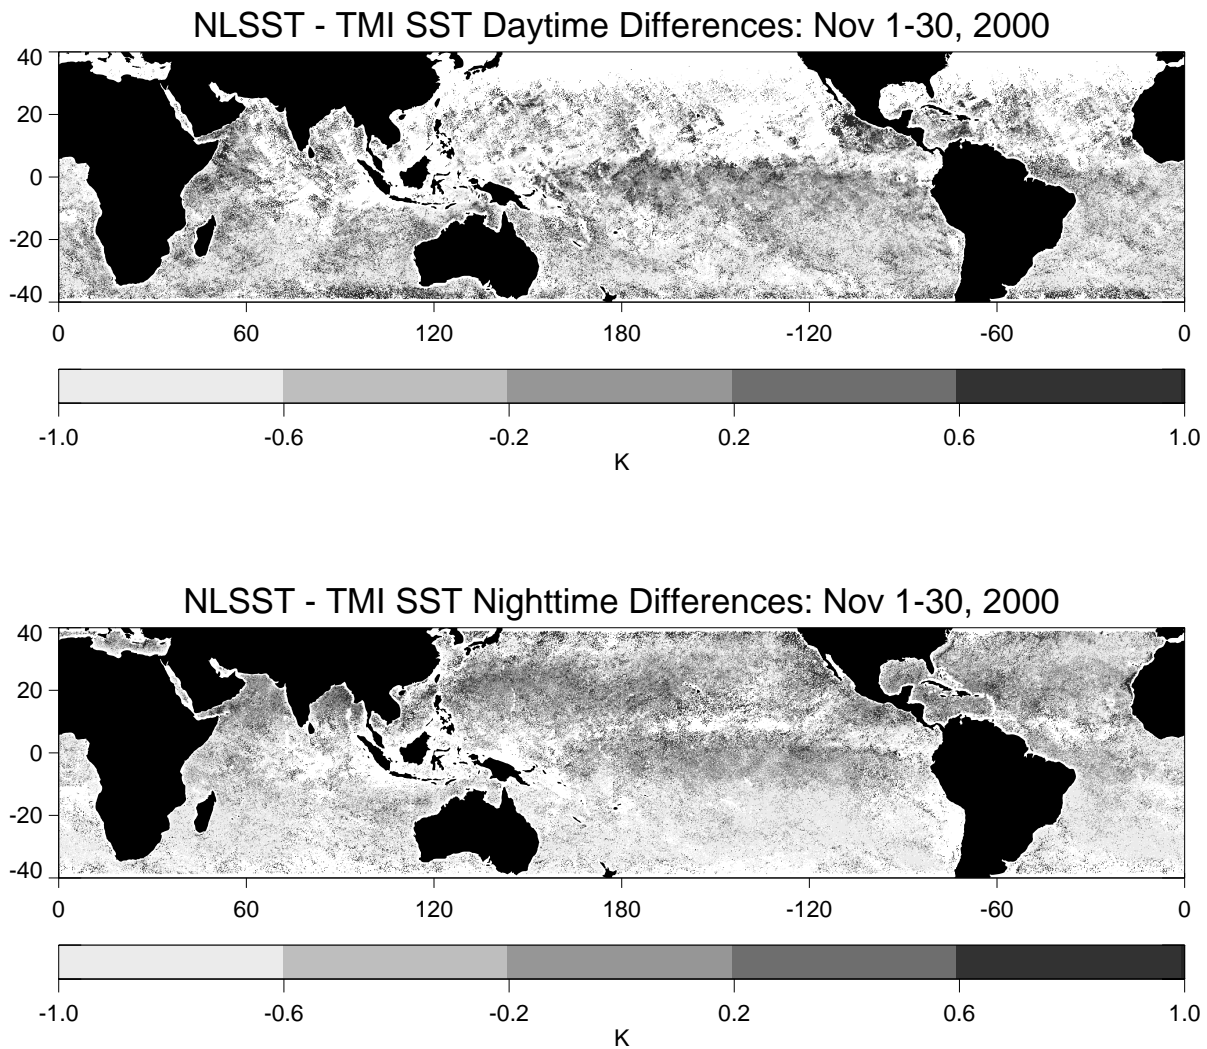 NLSST - TMI SST Daytime Differences: Nov 1-30, 2000
40
20
0
-20
-40
0 60 120 180 -120 -60 0
-1.0 -0.6 -0.2 0.2 0.6 1.0
K
NLSST - TMI SST Nighttime Differences: Nov 1-30, 2000
40
20
0
-20
-40
0 60 120 180 -120 -60 0
-1.0 -0.6 -0.2 0.2 0.6 1.0
K